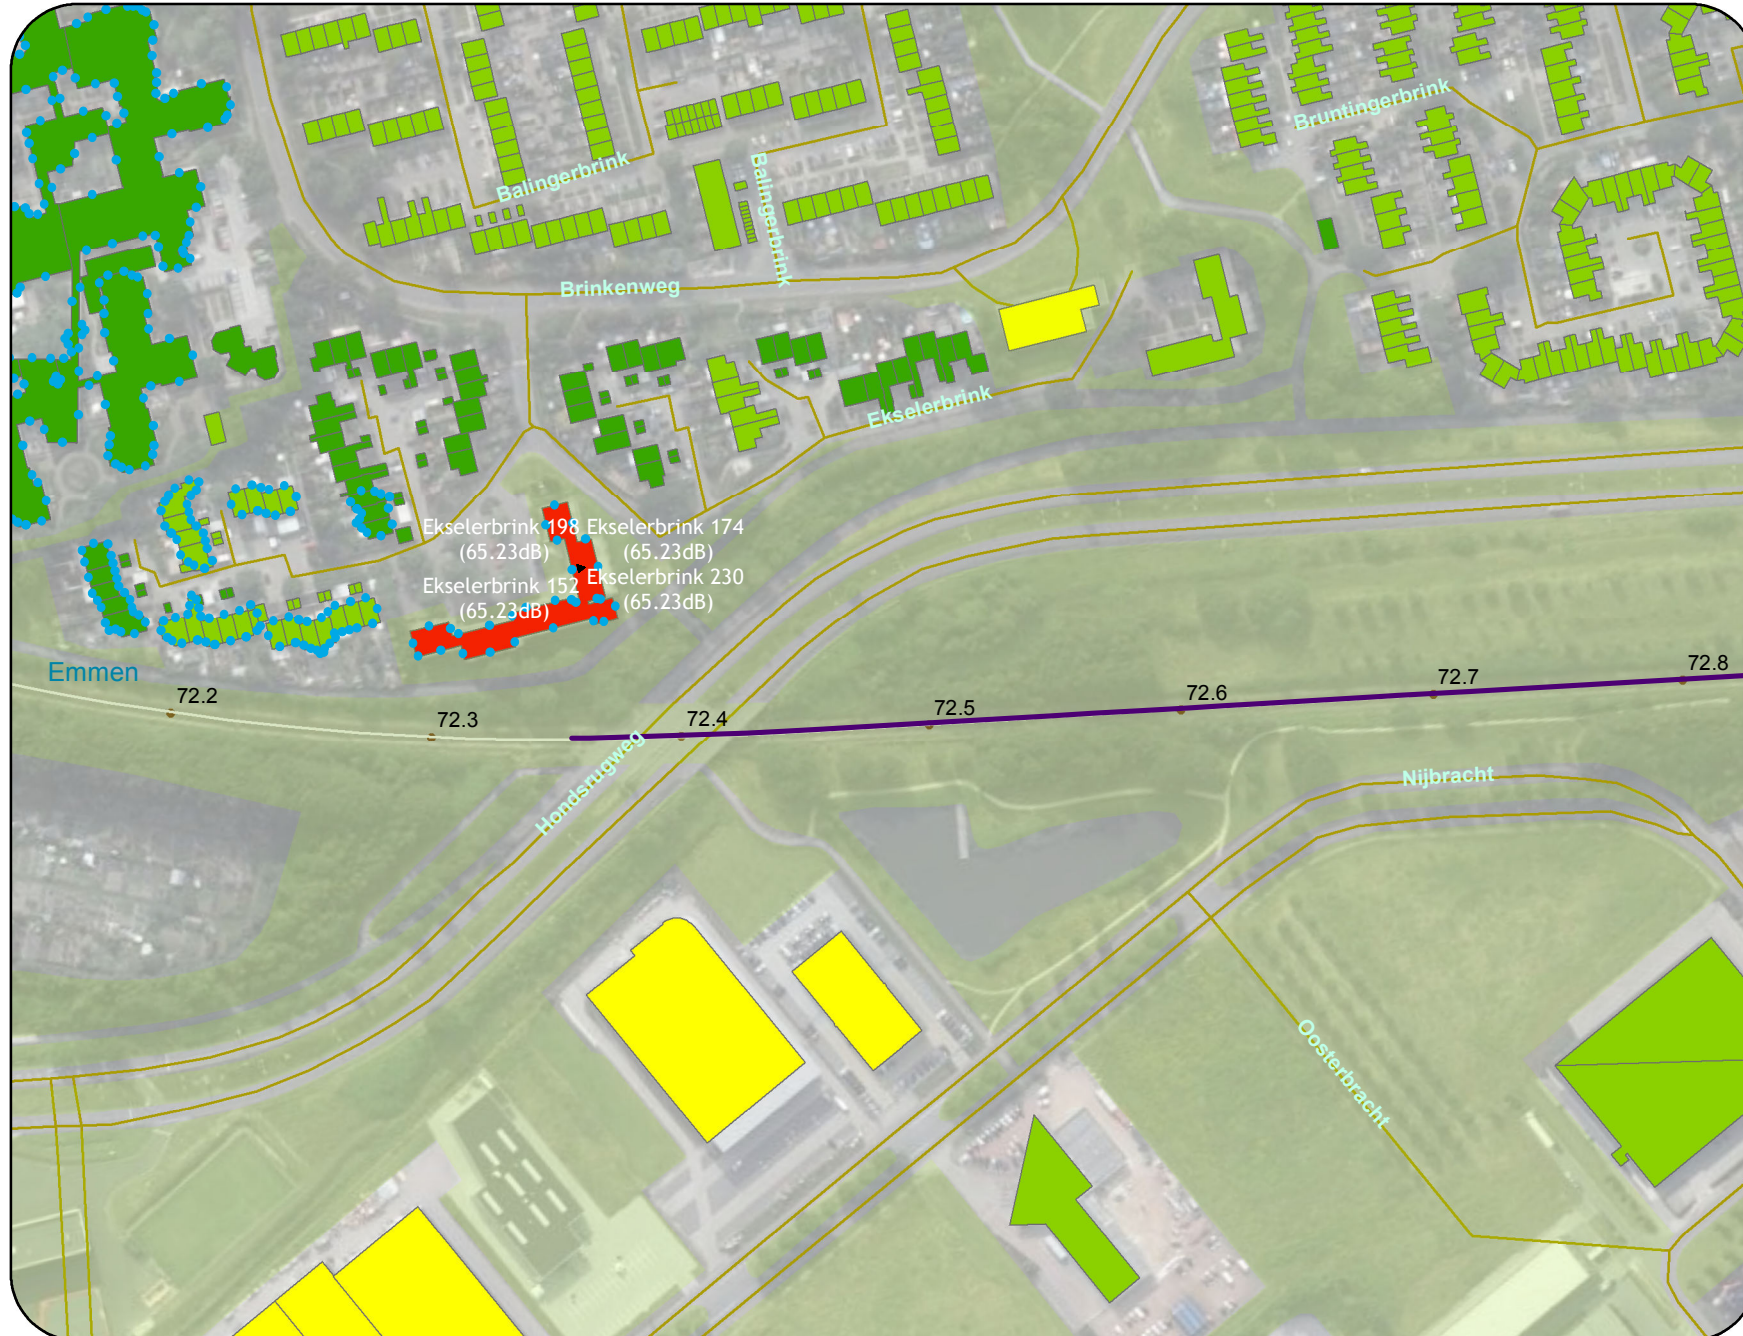 Bruntingerbrink
Balingerbrink
Balingerbrink
Brinkenweg
Ekselerbrink
Ekselerbrink 198
(65.23dB)
Ekselerbrink 174
(65.23dB)
Ekselerbrink 152
(65.23dB)
Ekselerbrink 230
(65.23dB)
Emmen
72.2
72.3
72.4
72.5
72.6
72.7
72.8
Hondsrugweg
Nijbracht
Oosterbracht